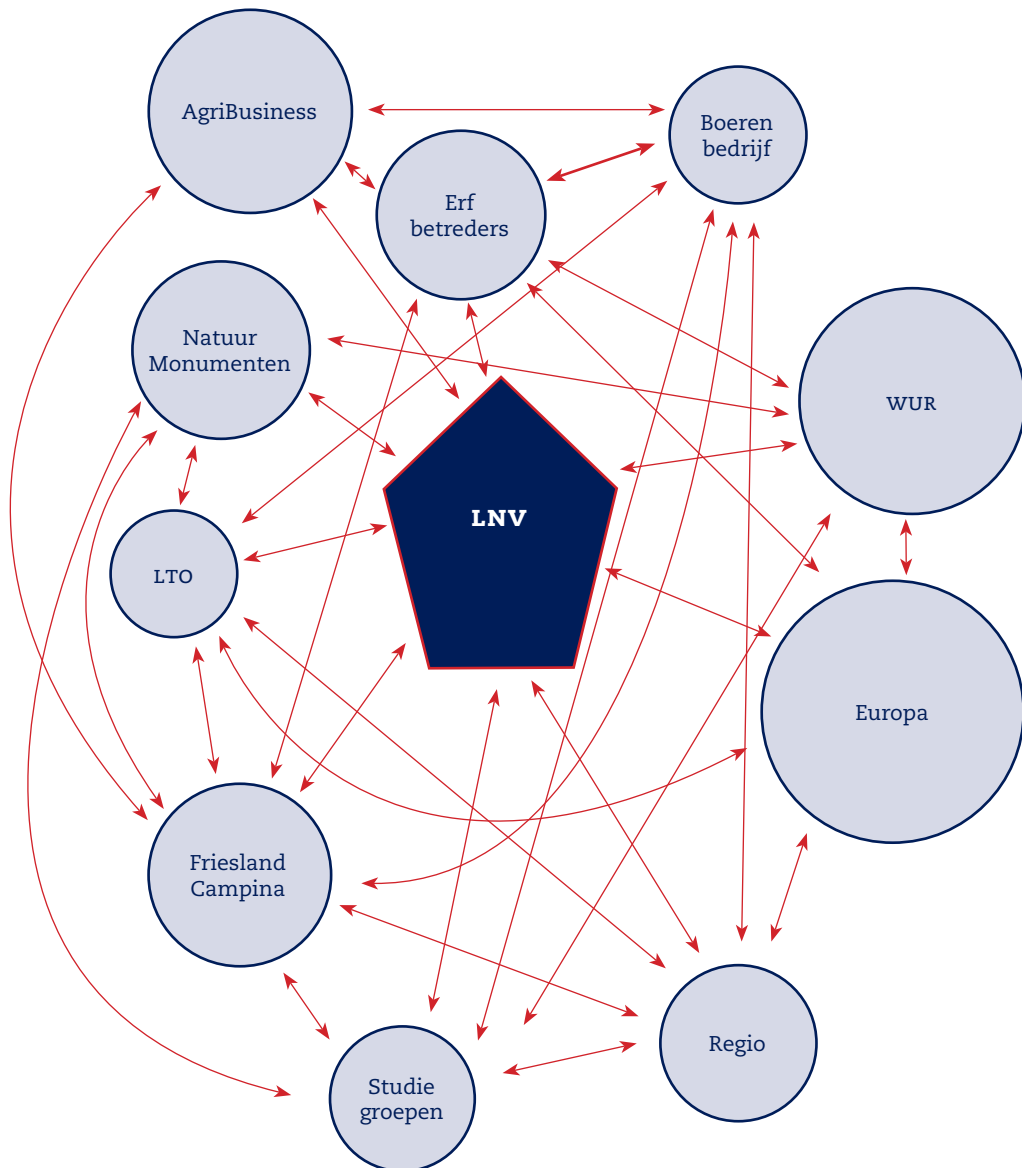 AgriBusiness
Boeren
bedrijf
Erf
betreders
Natuur
Monumenten
WUR
LNV
LTO
Europa
Friesland
Campina
Regio
Studie
groepen